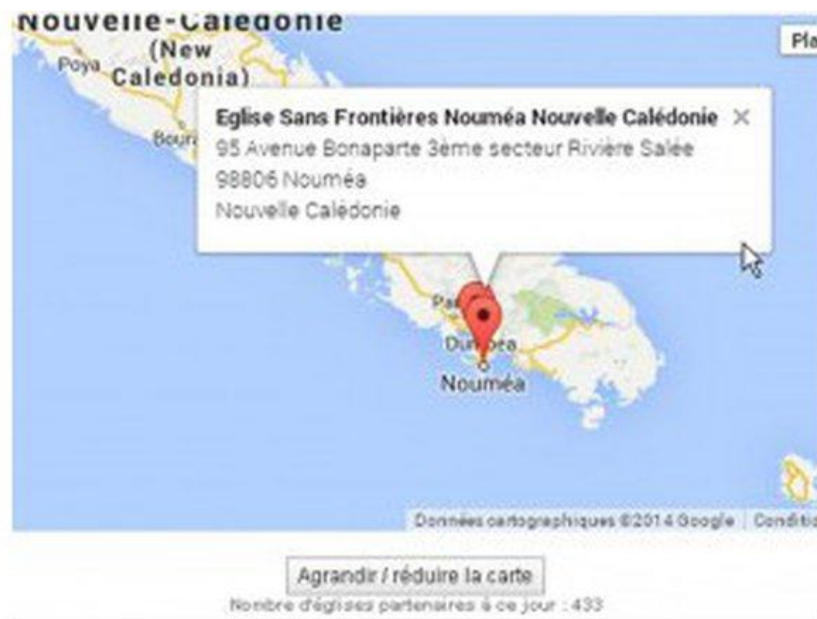 Nouvelle-Calédonie
(New
Caledonia)
Poya
Pla
Eglise Sans Frontières Nouméa Nouvelle Calédonie
95 Avenue Bonaparte 3ème secteur Rivière Salée
98806 Nouméa
Nouvelle Calédonie
Nouméa
Données cartographiques ©2014 Google
Agrandir / réduire la carte
Nombre d'églises partenaires à ce jour : 433